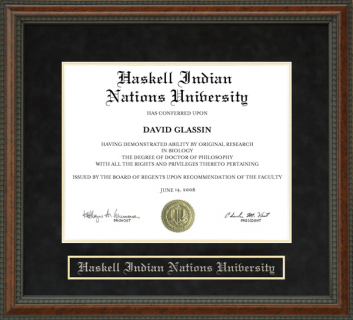 Haskell Indian
Nations University
HAS CONFERRED UPON
DAVID GLASSIN
HAVING DEMONSTRATED ABILITY BY ORIGINAL RESEARCH
IN BIOLOGY
THE DEGREE OF DOCTOR OF PHILOSOPHY
WITH ALL THE RIGHTS AND PRIVILEGES THERETO PERTAINING
ISSUED BY THE BOARD OF REGENTS UPON RECOMMENDATION OF THE FACULTY
JUNE 14, 2008
PROVOST
PRESIDENT
Haskell Indian Nations University